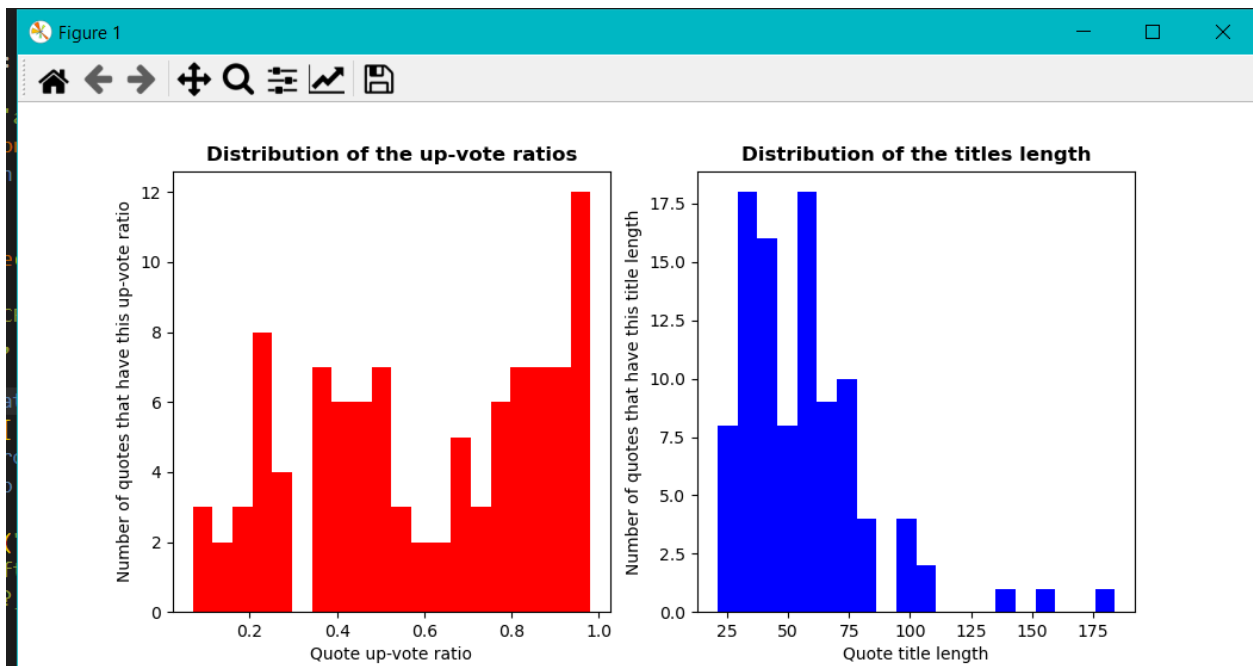 Figure 1
Distribution of the up-vote ratios
Number of quotes that have this up-vote ratio
12
10
8
6
4
2
0
0.2 0.4 0.6 0.8 1.0
Quote up-vote ratio
Distribution of the titles length
Number of quotes that have this title length
17.5
15.0
12.5
10.0
7.5
5.0
2.5
0.0
25 50 75 100 125 150 175
Quote title length